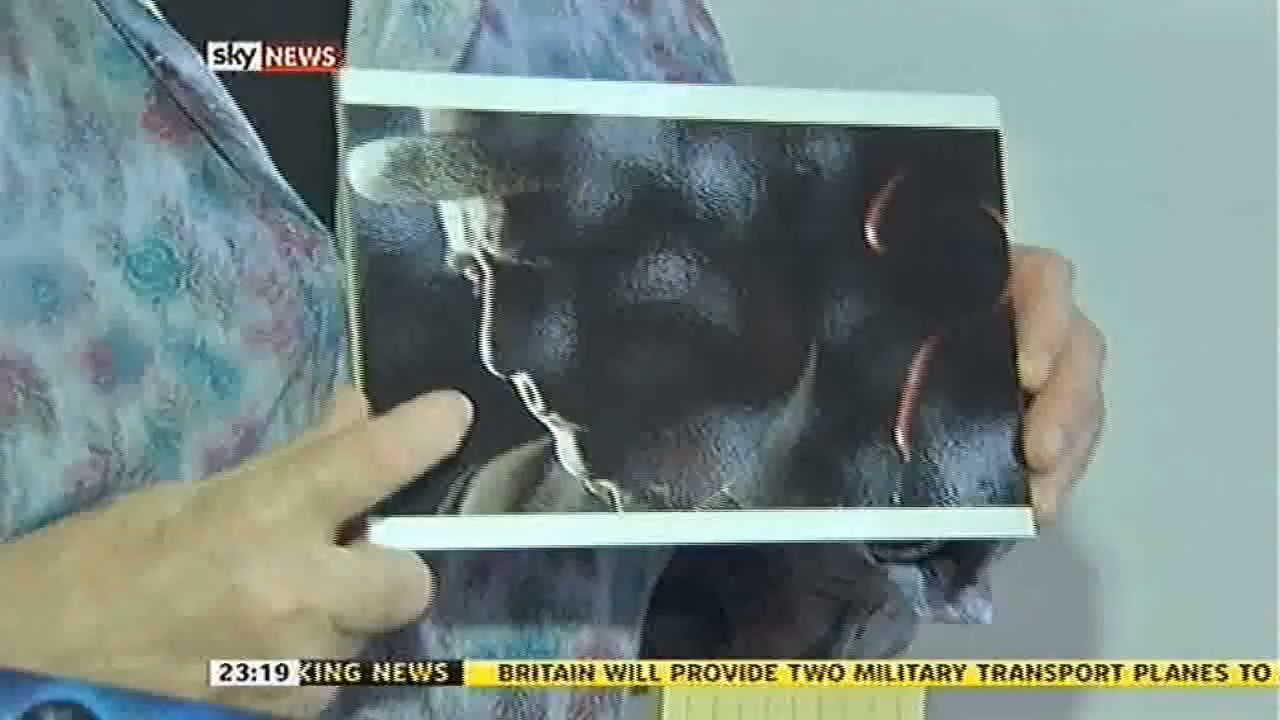 sky NEWS
23:19 KING NEWS BRITAIN WILL PROVIDE TWO MILITARY TRANSPORT PLANES TO